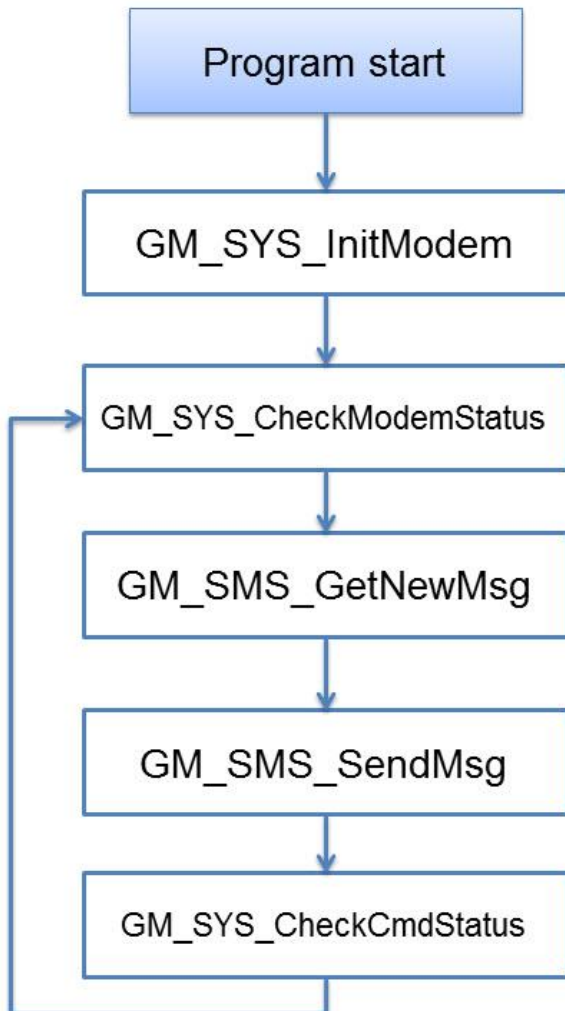 Program start
GM_SYS_InitModem
GM_SYS_CheckModemStatus
GM_SMS_GetNewMsg
GM_SMS_SendMsg
GM_SYS_CheckCmdStatus